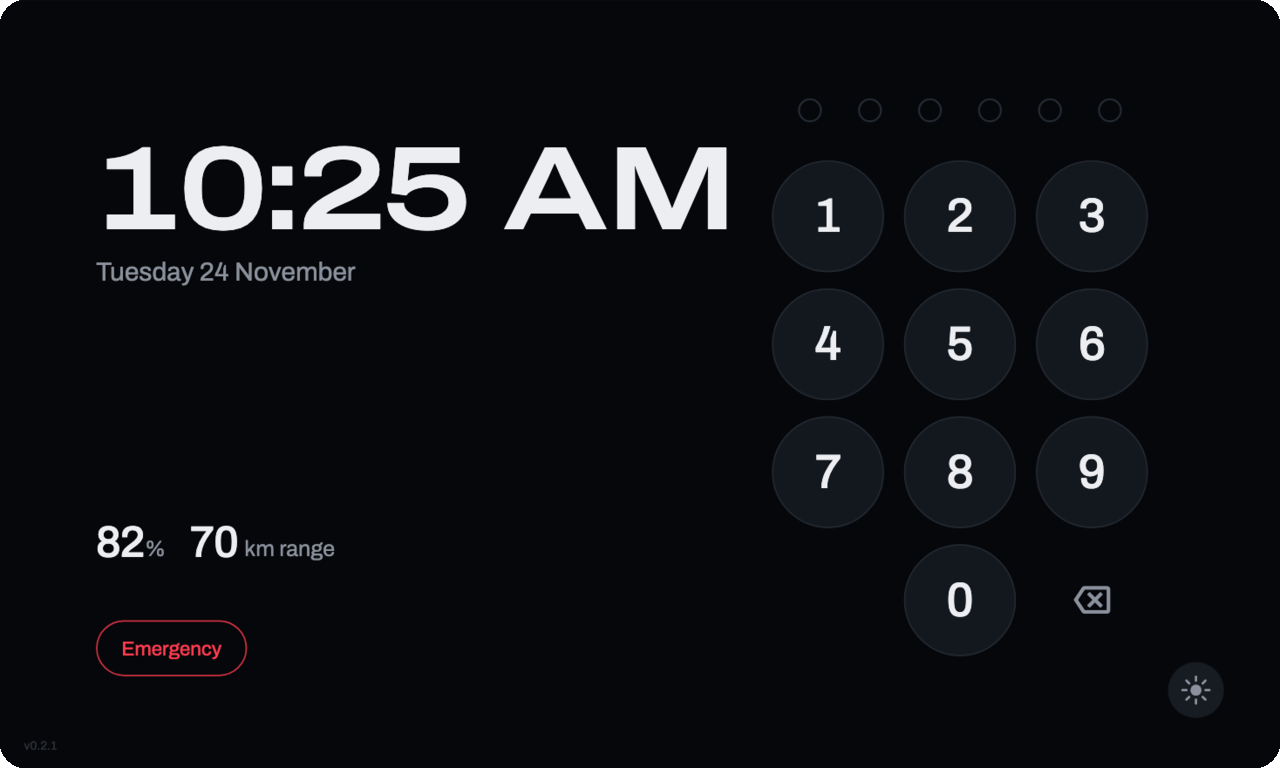 10:25 AM
Tuesday 24 November
82% 70 km range
Emergency
v0.2.1
1 2 3
4 5 6
7 8 9
0